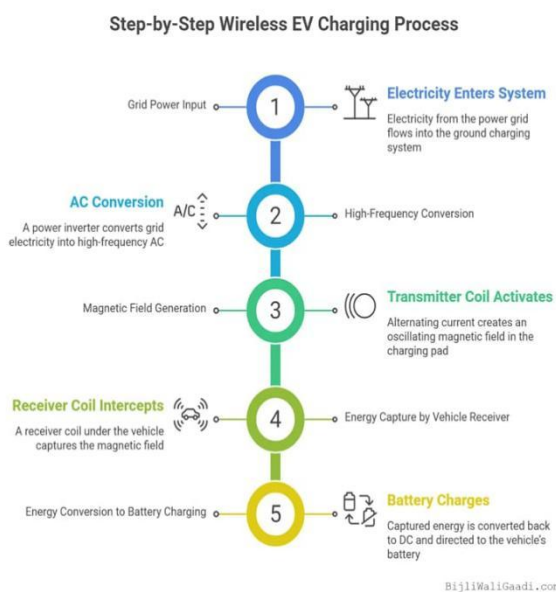 Step-by-Step Wireless EV Charging Process
Grid Power Input
1
Electricity Enters System
Electricity from the power grid
flows into the ground charging
system
AC Conversion
A power inverter converts grid
electricity into high-frequency AC
A/C
2
High-Frequency Conversion
Magnetic Field Generation
3
Transmitter Coil Activates
Alternating current creates an
oscillating magnetic field in the
charging pad
Receiver Coil Intercepts
A receiver coil under the vehicle
captures the magnetic field
4
Energy Capture by Vehicle Receiver
Energy Conversion to Battery Charging
5
Battery Charges
Captured energy is converted back
to DC and directed to the vehicle's
battery
BijliWaliGaadi.com